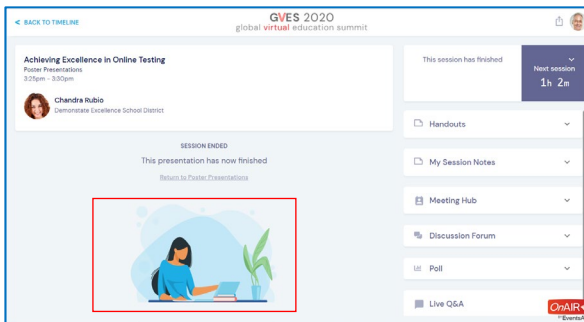 < BACK TO TIMELINE
GVES 2020
global virtual education summit
Achieving Excellence in Online Testing
Poster Presentations
3:25pm - 3:30pm
Chandra Rubio
Demonstrate Excellence School District
SESSION ENDED
This presentation has now finished
Return to Poster Presentations
This session has finished
Next session
1h 2m
Handouts
My Session Notes
Meeting Hub
Discussion Forum
Poll
Live Q&A
OnAIR
EventsA